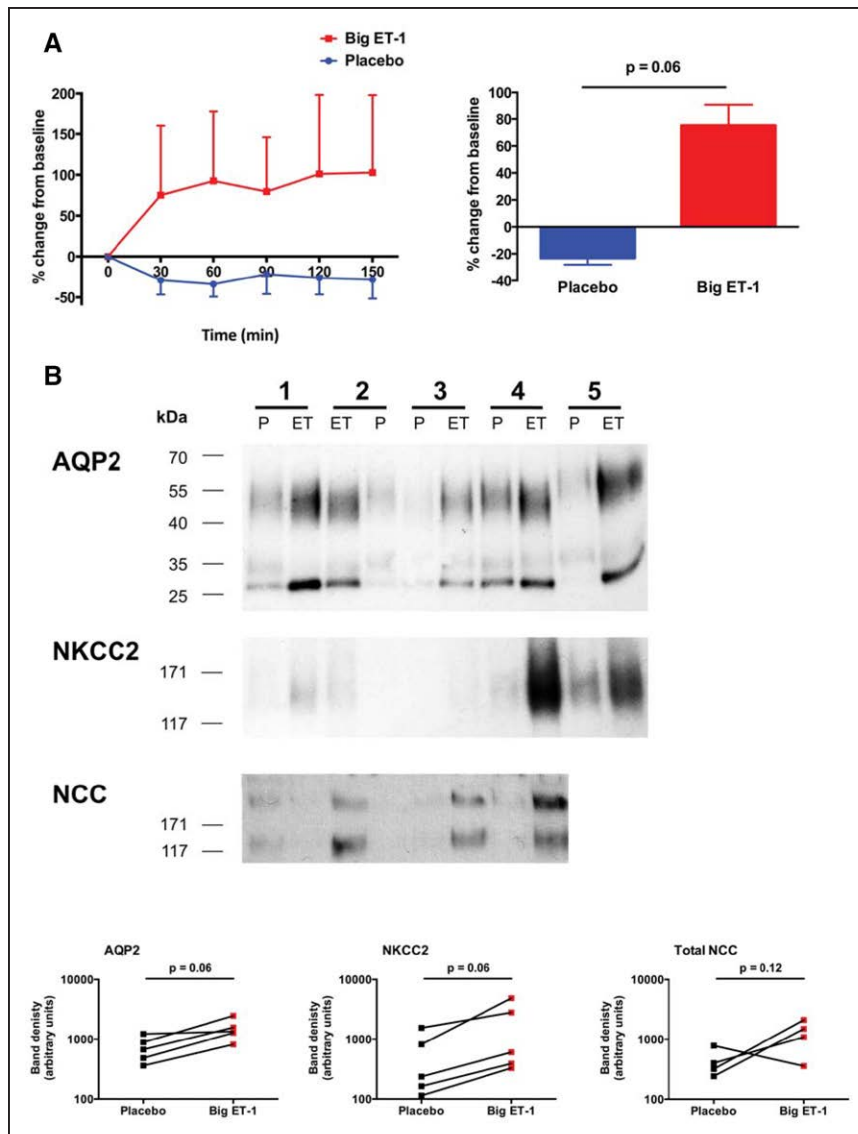 A
Big ET-1
Placebo
% change from baseline
200
150
100
50
0
-50
0 30 60 90 120 150
Time (min)
p = 0.06
% change from baseline
100
80
60
40
20
0
-20
-40
Placebo Big ET-1
B
1 2 3 4 5
kDa P ET ET P P ET P ET P ET
AQP2
70
55
40
35
25
NKCC2
171
117
NCC
171
117
AQP2
p = 0.06
Band denisty
(arbitrary units)
10000
1000
100
Placebo Big ET-1
NKCC2
p = 0.06
Band denisty
(arbitrary units)
10000
1000
100
Placebo Big ET-1
Total NCC
p = 0.12
Band denisty
(arbitrary units)
10000
1000
100
Placebo Big ET-1